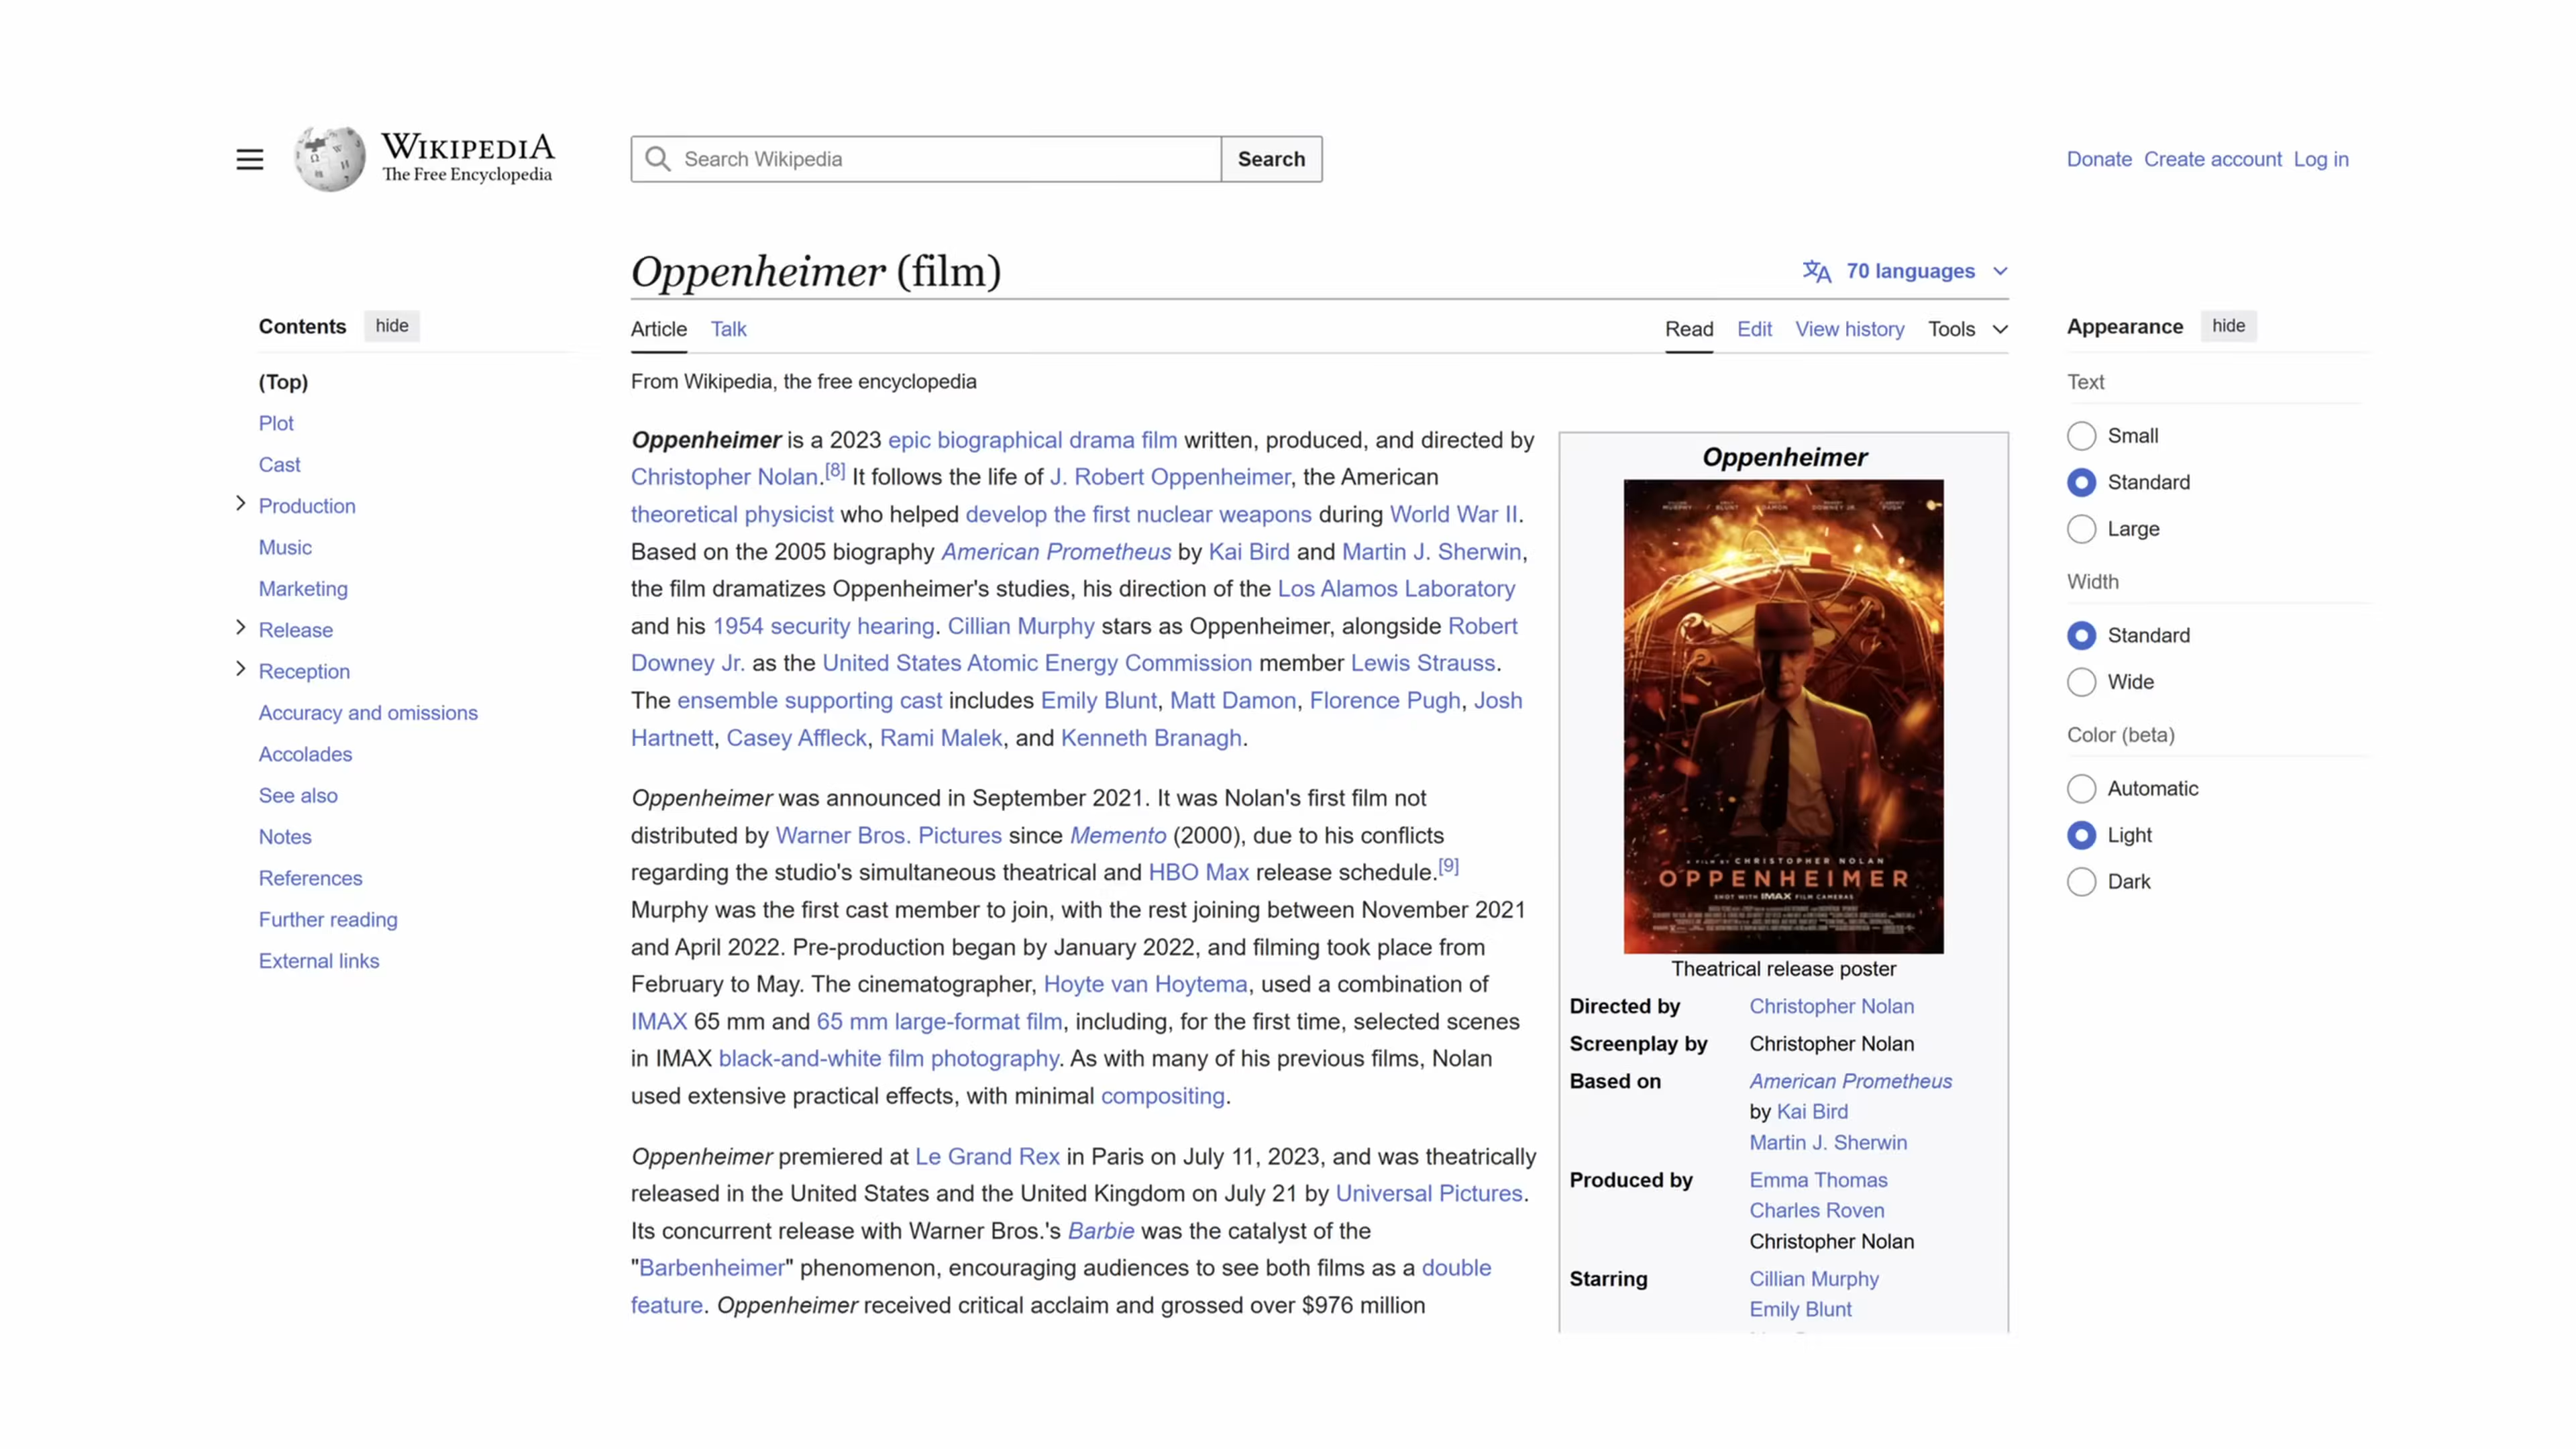 WIKIPEDIA
The Free Encyclopedia
Search Wikipedia
Search
Donate Create account Log in
Oppenheimer (film)
70 languages
Contents hide
(Top)
Plot
Cast
Production
Music
Marketing
Release
Reception
Accuracy and omissions
Accolades
See also
Notes
References
Further reading
External links
Article Talk
Read Edit View history Tools
From Wikipedia, the free encyclopedia
Oppenheimer is a 2023 epic biographical drama film written, produced, and directed by
Christopher Nolan.[8] It follows the life of J. Robert Oppenheimer, the American
theoretical physicist who helped develop the first nuclear weapons during World War II.
Based on the 2005 biography American Prometheus by Kai Bird and Martin J. Sherwin,
the film dramatizes Oppenheimer's studies, his direction of the Los Alamos Laboratory
and his 1954 security hearing. Cillian Murphy stars as Oppenheimer, alongside Robert
Downey Jr. as the United States Atomic Energy Commission member Lewis Strauss.
The ensemble supporting cast includes Emily Blunt, Matt Damon, Florence Pugh, Josh
Hartnett, Casey Affleck, Rami Malek, and Kenneth Branagh.
Oppenheimer was announced in September 2021. It was Nolan's first film not
distributed by Warner Bros. Pictures since Memento (2000), due to his conflicts
regarding the studio's simultaneous theatrical and HBO Max release schedule.[9]
Murphy was the first cast member to join, with the rest joining between November 2021
and April 2022. Pre-production began by January 2022, and filming took place from
February to May. The cinematographer, Hoyte van Hoytema, used a combination of
IMAX 65 mm and 65 mm large-format film, including, for the first time, selected scenes
in IMAX black-and-white film photography. As with many of his previous films, Nolan
used extensive practical effects, with minimal compositing.
Oppenheimer premiered at Le Grand Rex in Paris on July 11, 2023, and was theatrically
released in the United States and the United Kingdom on July 21 by Universal Pictures.
Its concurrent release with Warner Bros.'s Barbie was the catalyst of the
"Barbenheimer" phenomenon, encouraging audiences to see both films as a double
feature. Oppenheimer received critical acclaim and grossed over $976 million
Oppenheimer
MURPHY BLUNT DAMON DOWNEY JR. PUGH
A FILM BY CHRISTOPHER NOLAN
OPPENHEIMER
SHOT WITH IMAX FILM CAMERAS
Theatrical release poster
Directed by Christopher Nolan
Screenplay by Christopher Nolan
Based on American Prometheus
by Kai Bird
Martin J. Sherwin
Produced by Emma Thomas
Charles Roven
Christopher Nolan
Starring Cillian Murphy
Emily Blunt
Appearance hide
Text
Small
Standard
Large
Width
Standard
Wide
Color (beta)
Automatic
Light
Dark